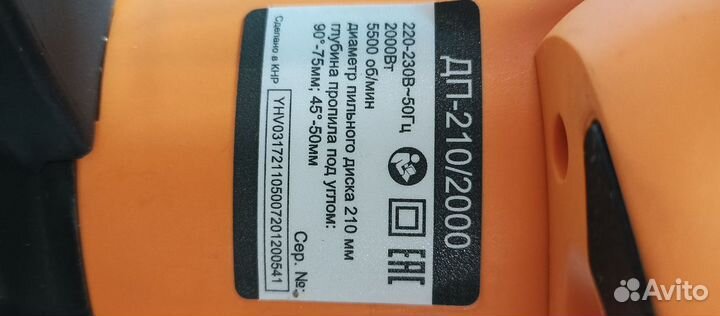 ДП-210/2000
220-230В~50Гц
2000Вт
5500 об/мин
диаметр пильного диска 210 мм
глубина пропила под углом:
90°-75мм; 45°-50мм
EAC
Сер. №:
Сделано в КНР
YHV031721105007201200541
Avito